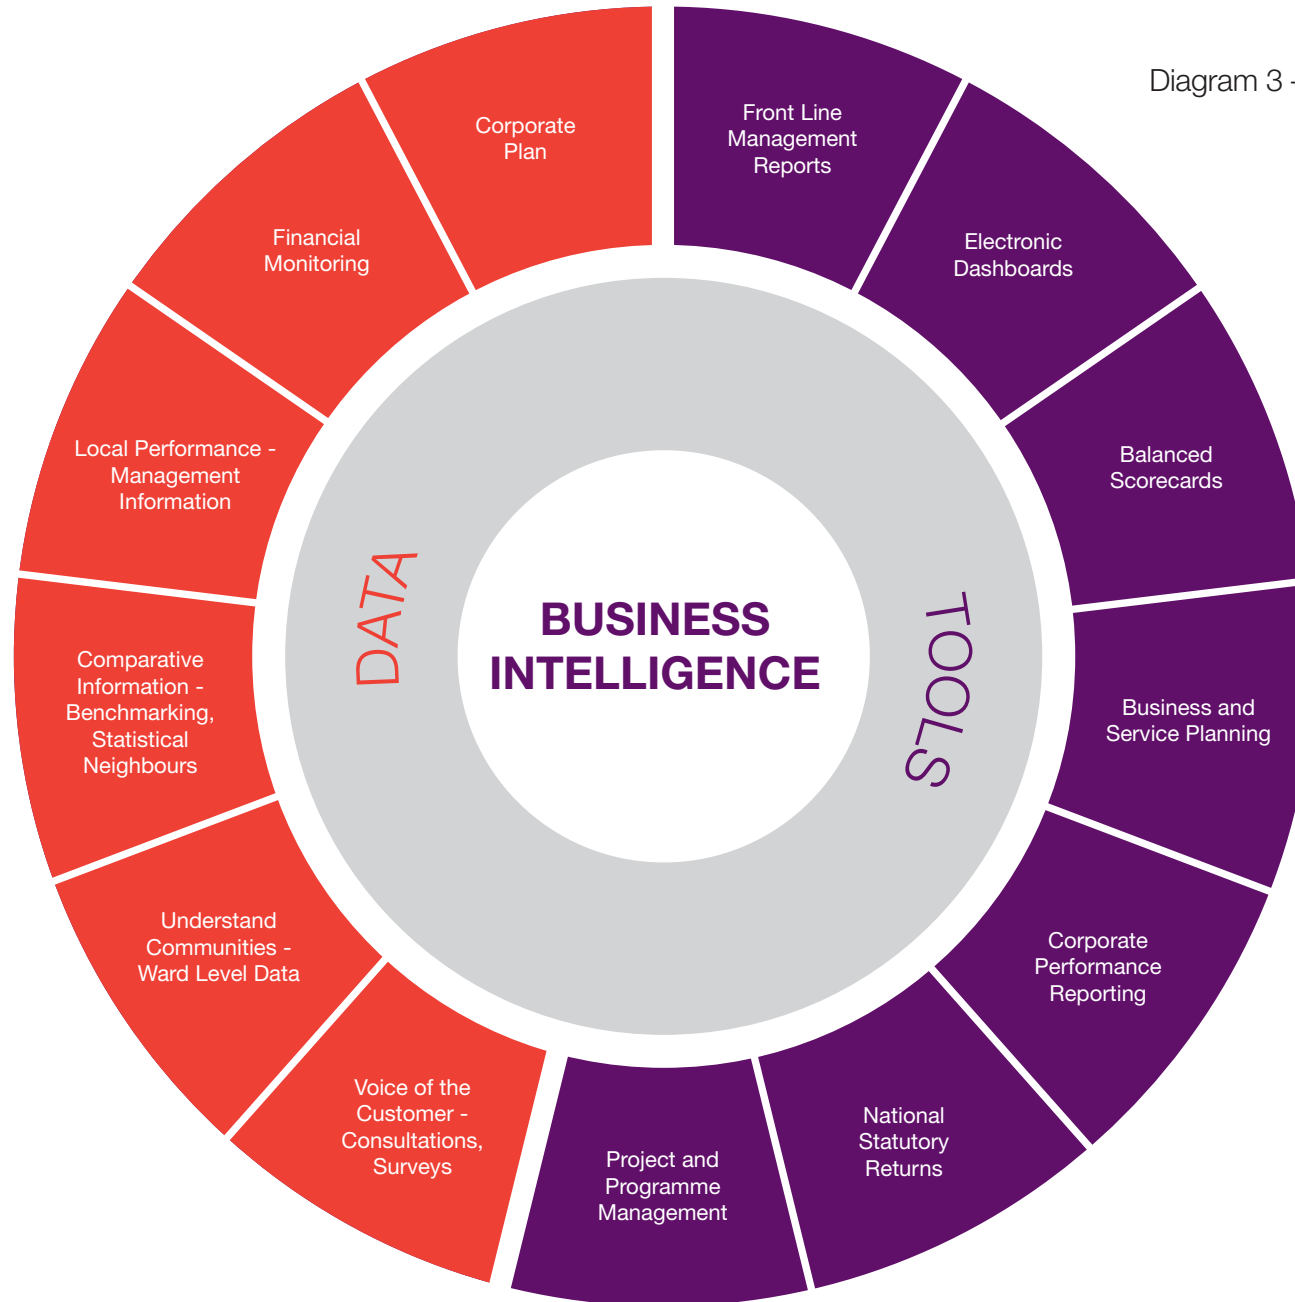 Diagram 3 -
Corporate
Plan
Front Line
Management
Reports
Financial
Monitoring
Electronic
Dashboards
Local Performance -
Management
Information
Balanced
Scorecards
DATA
BUSINESS
INTELLIGENCE
TOOLS
Comparative
Information -
Benchmarking,
Statistical
Neighbours
Business and
Service Planning
Understand
Communities -
Ward Level Data
Corporate
Performance
Reporting
Voice of the
Customer -
Consultations,
Surveys
Project and
Programme
Management
National
Statutory
Returns